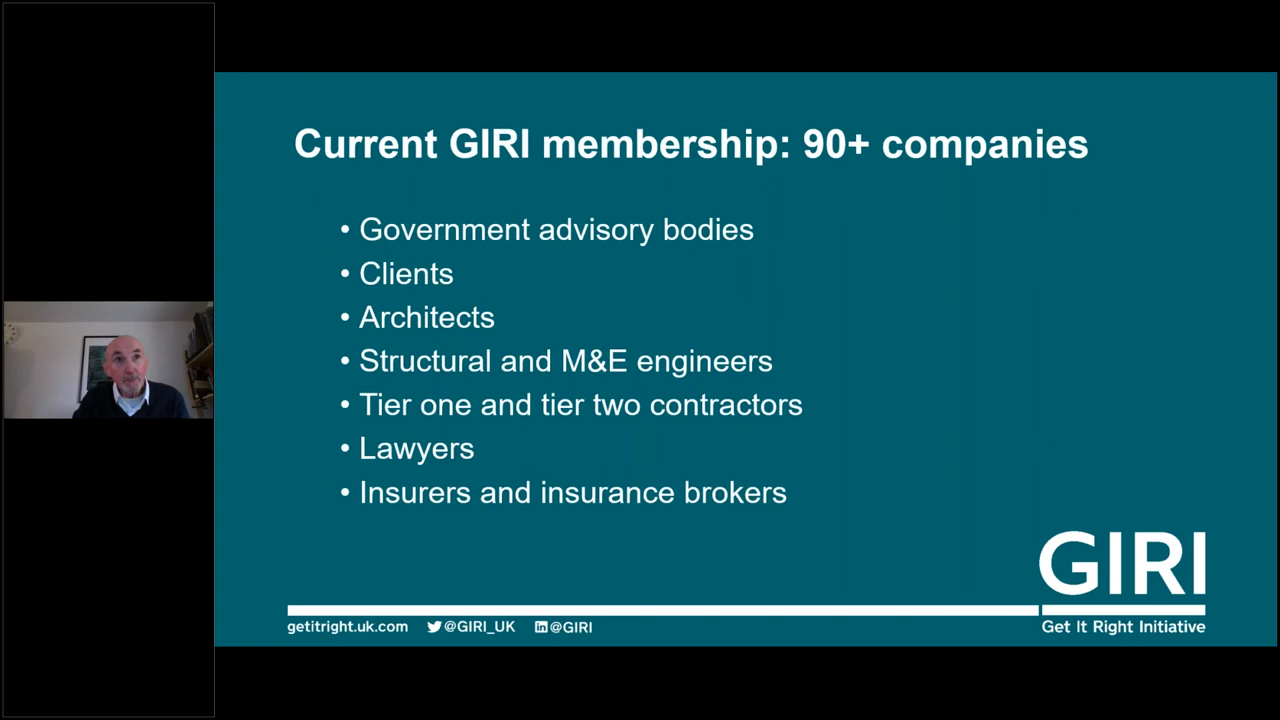 Current GIRI membership: 90+ companies
• Government advisory bodies
• Clients
• Architects
• Structural and M&E engineers
• Tier one and tier two contractors
• Lawyers
• Insurers and insurance brokers
GIRI
Get It Right Initiative
getitright.uk.com @GIRI_UK @GIRI